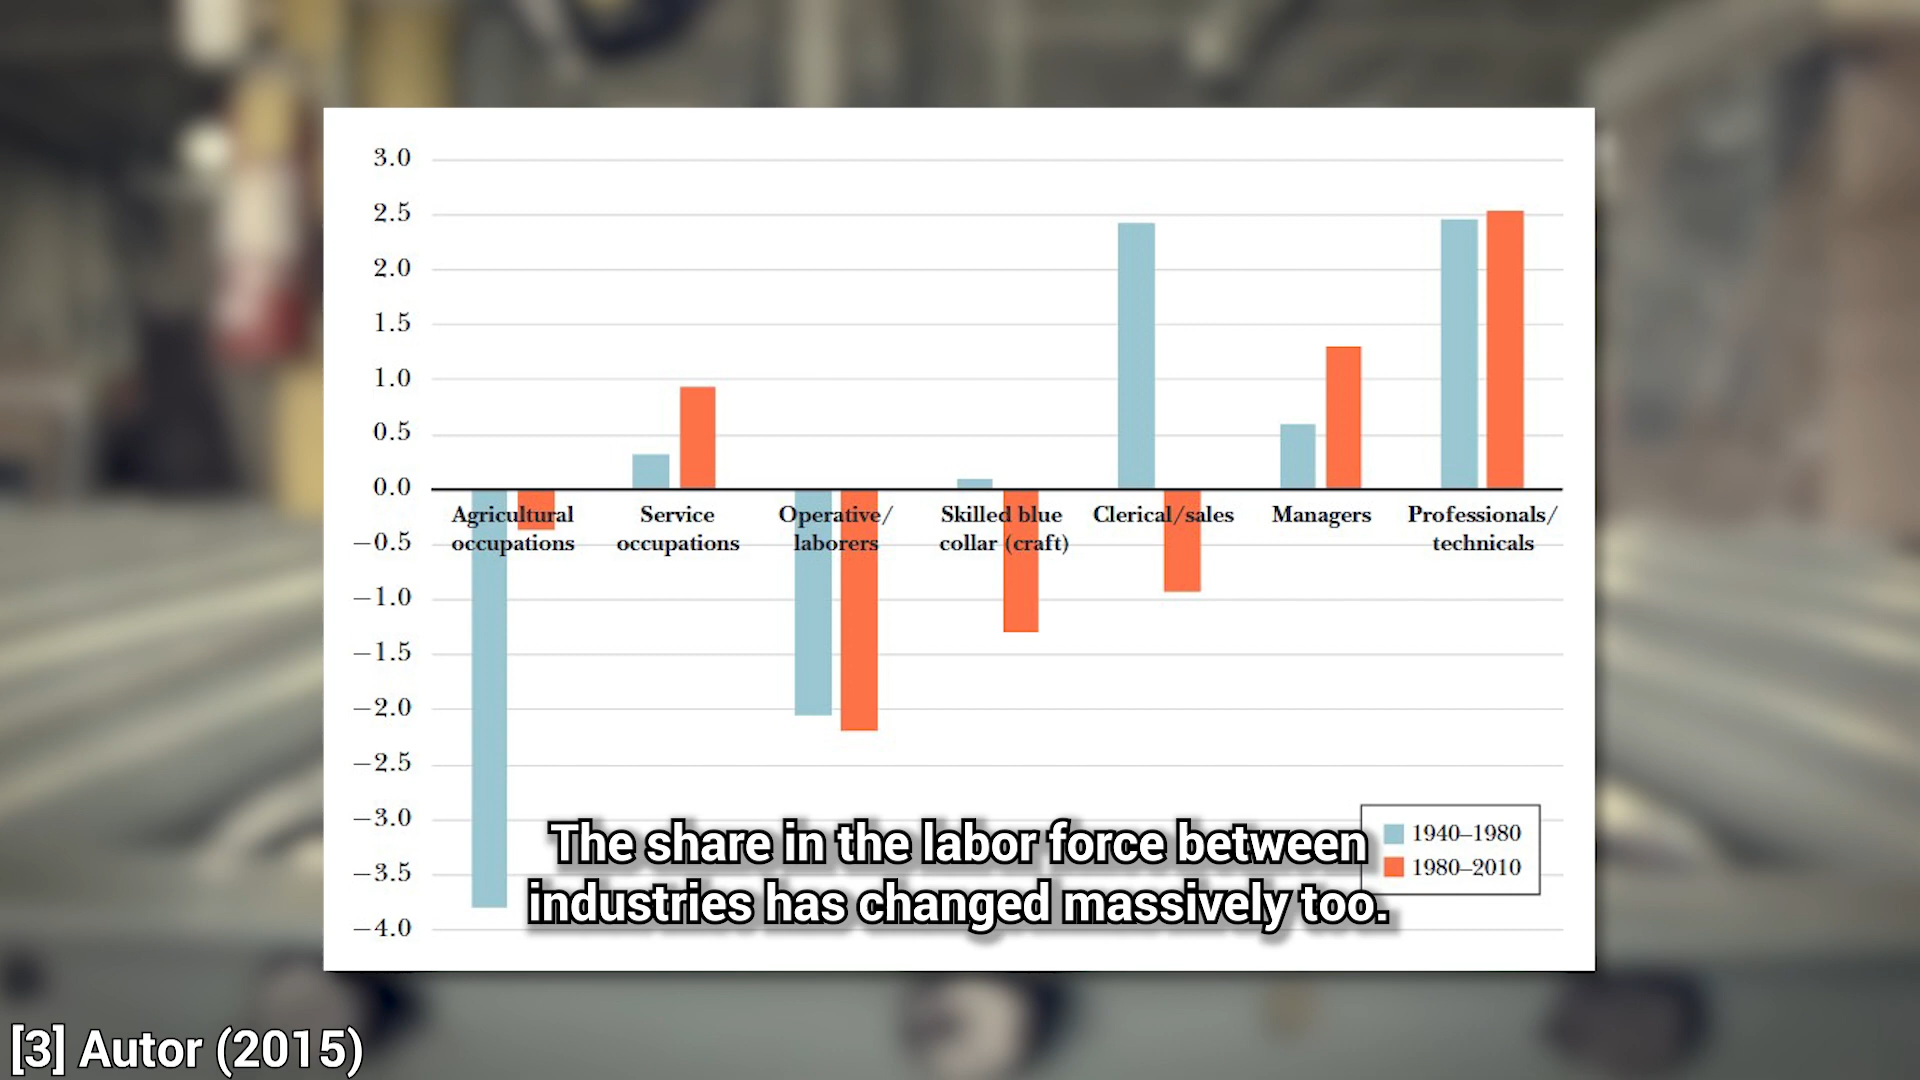 3.0
2.5
2.0
1.5
1.0
0.5
0.0
−0.5
−1.0
−1.5
−2.0
−2.5
−3.0
−3.5
−4.0
Agricultural
occupations
Service
occupations
Operative/
laborers
Skilled blue
collar (craft)
Clerical/sales
Managers
Professionals/
technicals
1940–1980
1980–2010
The share in the labor force between
industries has changed massively too.
[3] Autor (2015)